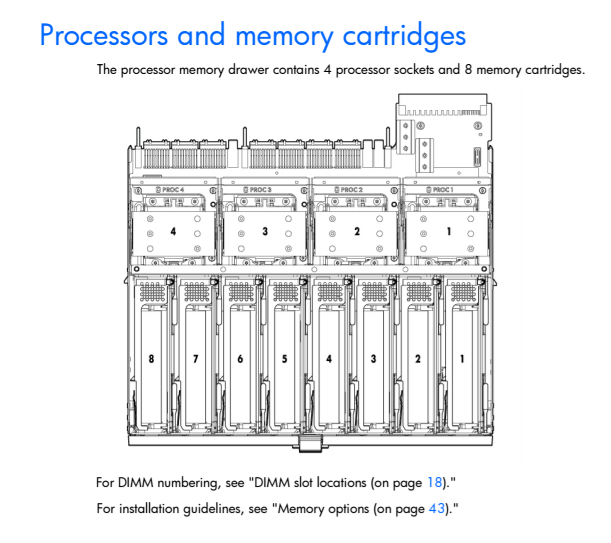 Processors and memory cartridges
The processor memory drawer contains 4 processor sockets and 8 memory cartridges.
PROC 4 PROC 3 PROC 2 PROC 1
4 3 2 1
8 7 6 5 4 3 2 1
For DIMM numbering, see "DIMM slot locations (on page 18)."
For installation guidelines, see "Memory options (on page 43)."